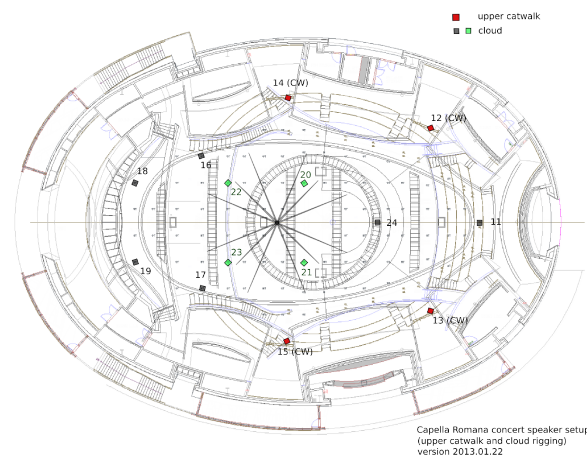 upper catwalk
cloud
14 (CW)
12 (CW)
16
18
20
22
24
11
23
19
21
17
13 (CW)
15 (CW)
Capella Romana concert speaker setup
(upper catwalk and cloud rigging)
version 2013.01.22